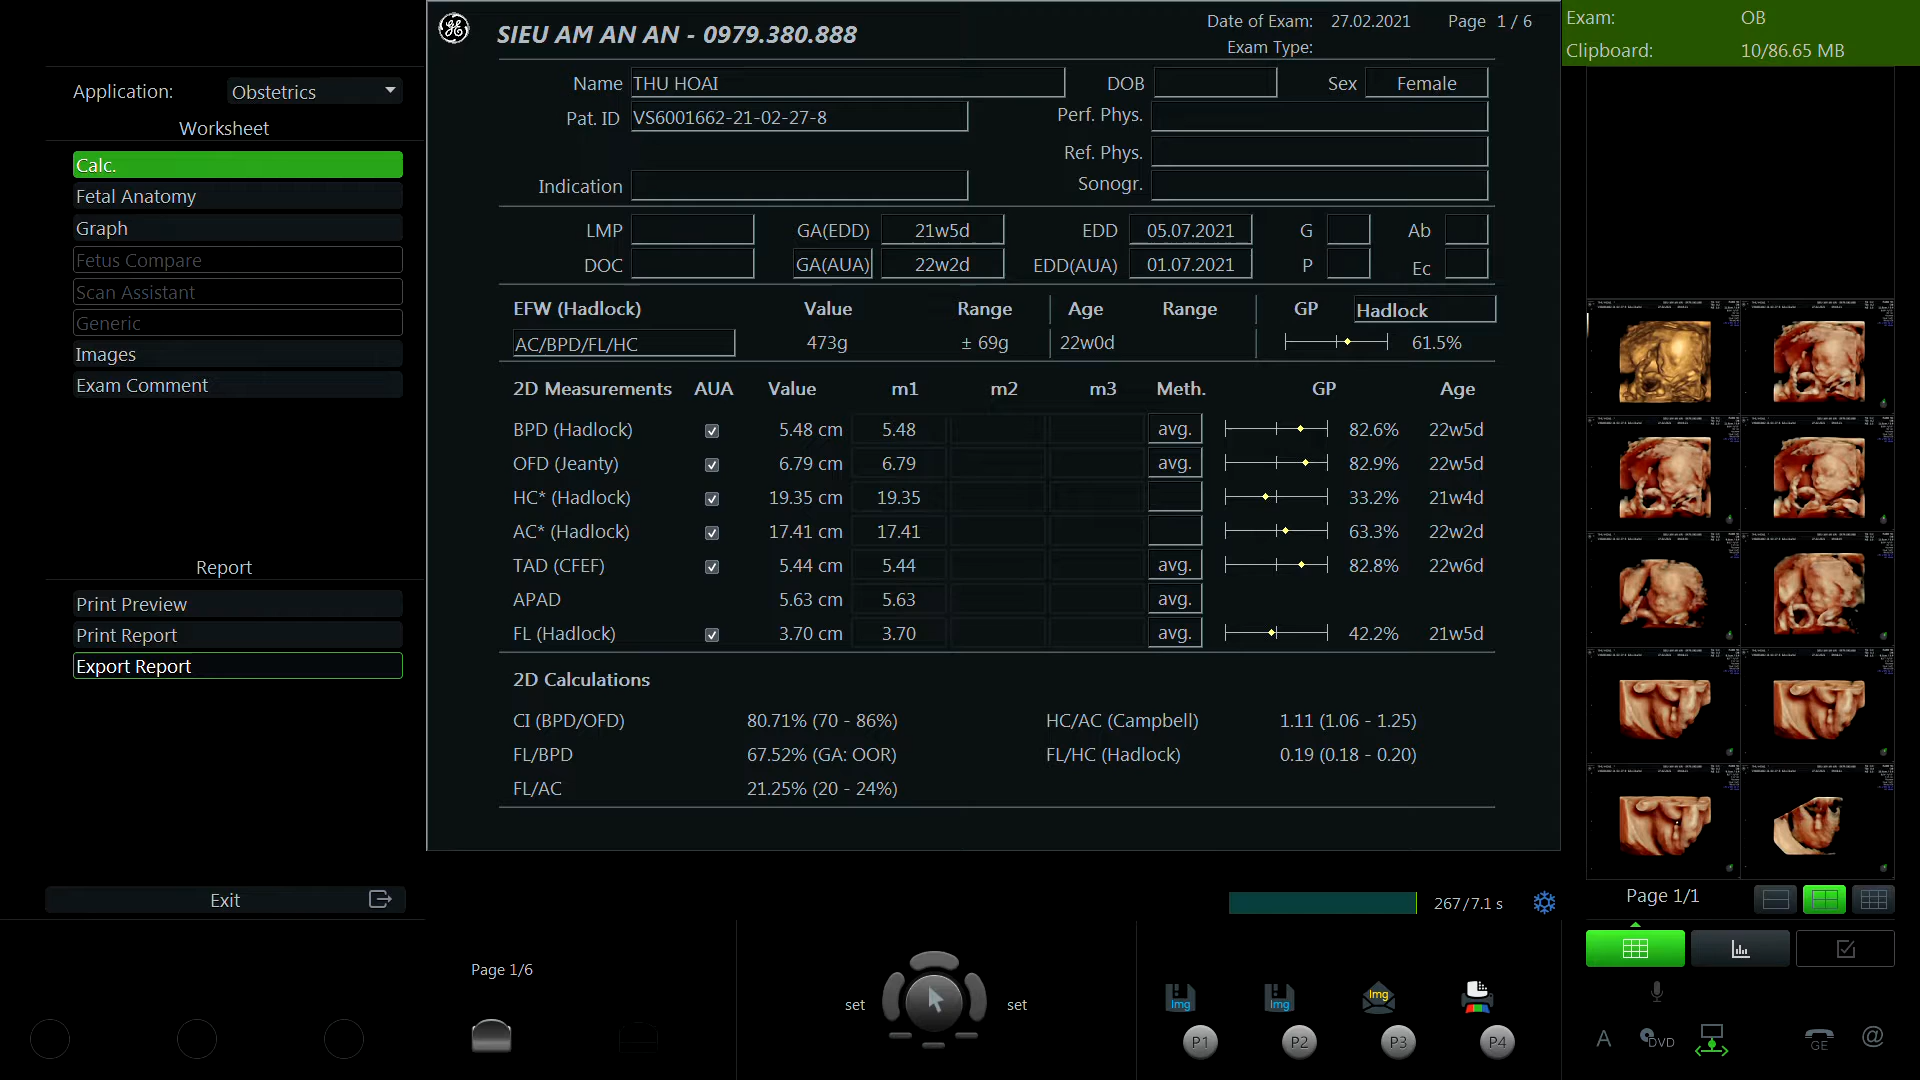 SIEU AM AN AN - 0979.380.888
Date of Exam: 27.02.2021 Page 1 / 6
Exam Type:
Exam: OB
Clipboard: 10/86.65 MB
Application: Obstetrics
Worksheet
Calc.
Fetal Anatomy
Graph
Fetus Compare
Scan Assistant
Generic
Images
Exam Comment
Report
Print Preview
Print Report
Export Report
Exit
Name THU HOAI DOB Sex Female
Pat. ID VS6001662-21-02-27-8 Perf. Phys.
Ref. Phys.
Indication Sonogr.
LMP GA(EDD) 21w5d EDD 05.07.2021 G Ab
DOC GA(AUA) 22w2d EDD(AUA) 01.07.2021 P Ec
EFW (Hadlock) Value Range Age Range GP Hadlock
AC/BPD/FL/HC 473g ± 69g 22w0d 61.5%
2D Measurements AUA Value m1 m2 m3 Meth. GP Age
BPD (Hadlock) 5.48 cm 5.48 avg. 82.6% 22w5d
OFD (Jeanty) 6.79 cm 6.79 avg. 82.9% 22w5d
HC* (Hadlock) 19.35 cm 19.35 33.2% 21w4d
AC* (Hadlock) 17.41 cm 17.41 63.3% 22w2d
TAD (CFEF) 5.44 cm 5.44 avg. 82.8% 22w6d
APAD 5.63 cm 5.63 avg.
FL (Hadlock) 3.70 cm 3.70 avg. 42.2% 21w5d
2D Calculations
CI (BPD/OFD) 80.71% (70 - 86%) HC/AC (Campbell) 1.11 (1.06 - 1.25)
FL/BPD 67.52% (GA: OOR) FL/HC (Hadlock) 0.19 (0.18 - 0.20)
FL/AC 21.25% (20 - 24%)
267/7.1 s
Page 1/1
Page 1/6
set set
Img Img Img
P1 P2 P3 P4
A DVD GE @